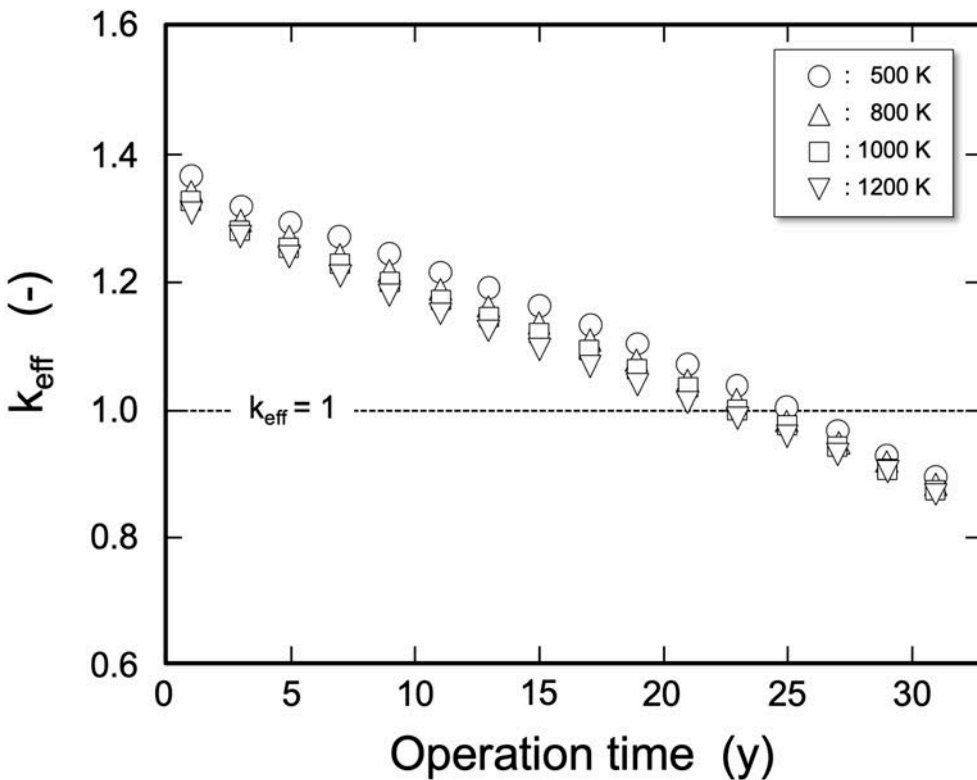 1.6
1.4
1.2
1.0
0.8
0.6
k_eff (-)
: 500 K
: 800 K
: 1000 K
: 1200 K
k_eff = 1
0 5 10 15 20 25 30
Operation time (y)